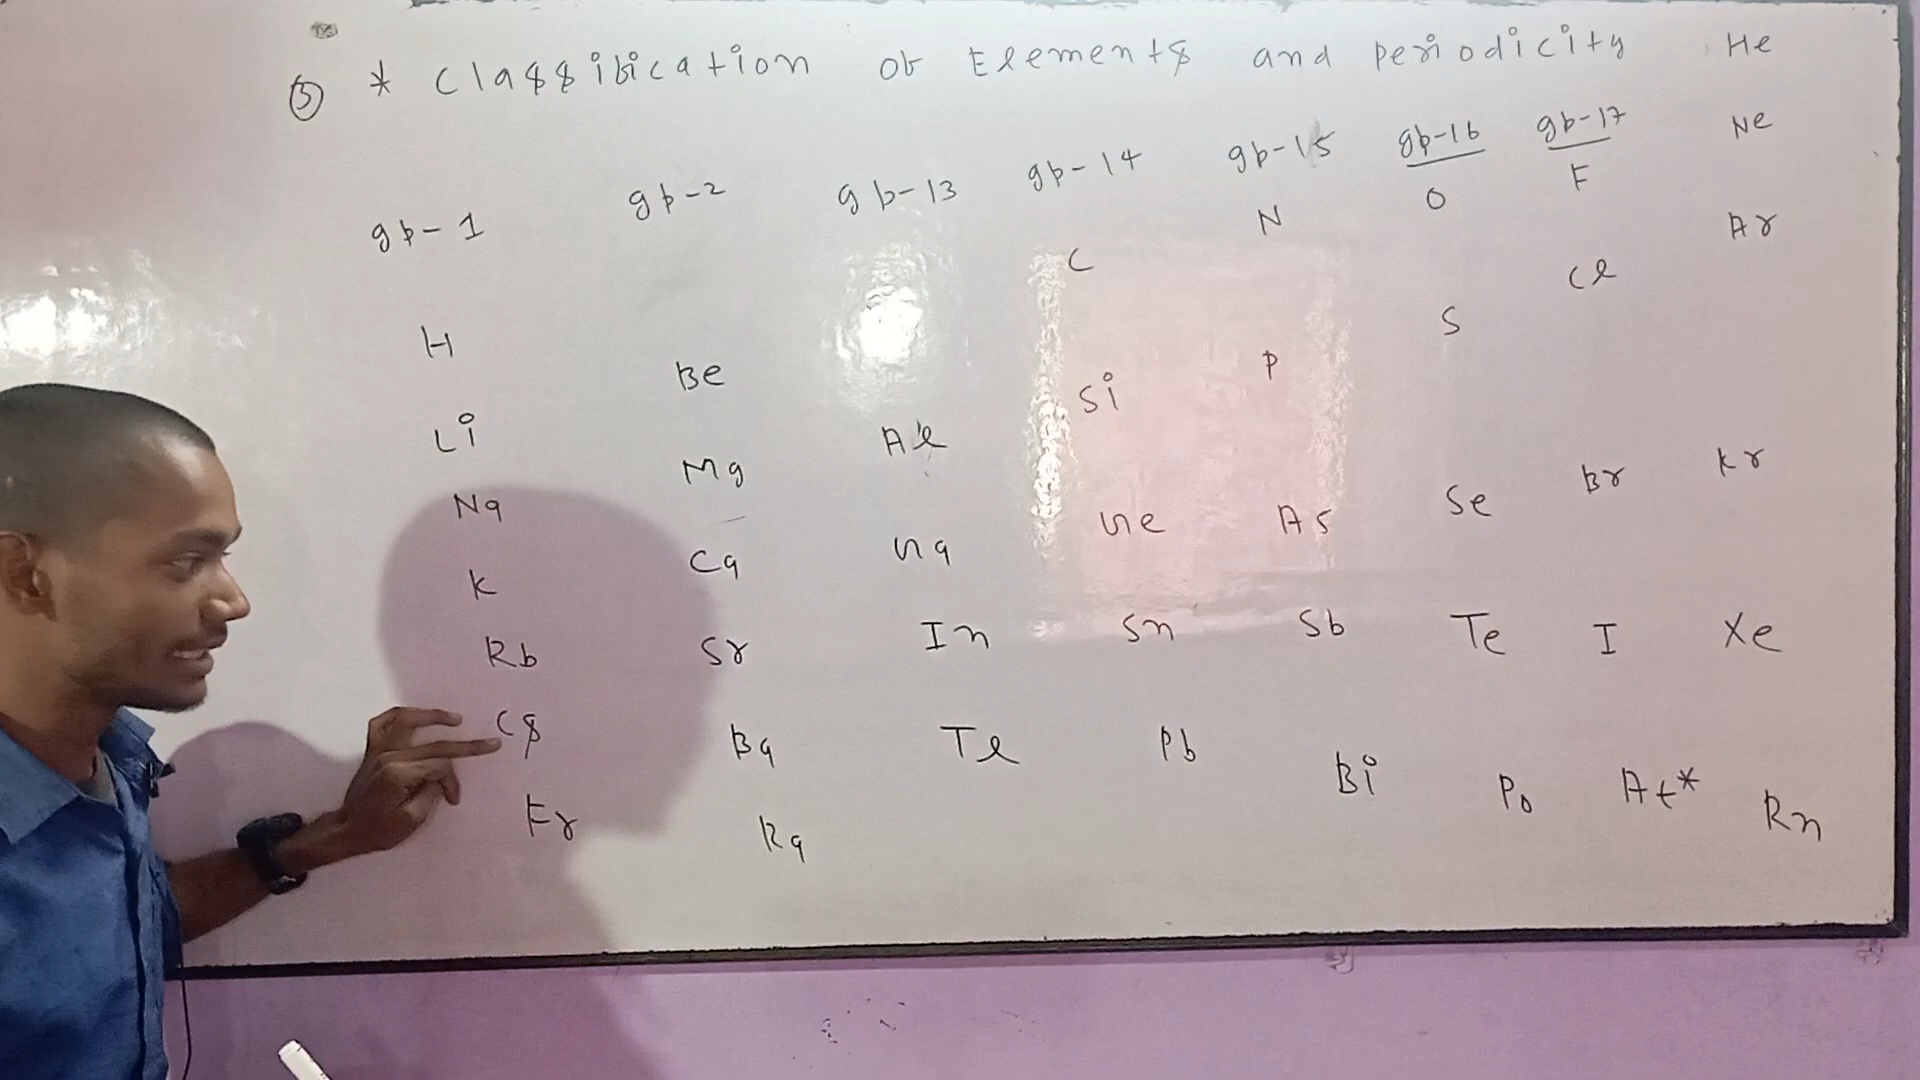 5 * Classification of Elements and periodicity He
gp-1 gp-2 gp-13 gp-14 gp-15 gp-16 gp-17 Ne
H C N O F Ar
Li Be Al Si P S Cl
Na Mg Ga Ge As Se Br Kr
K Ca In Sn Sb Te I Xe
Rb Sr Tl Pb Bi Po At* Rn
Cs Ba
Fr Ra